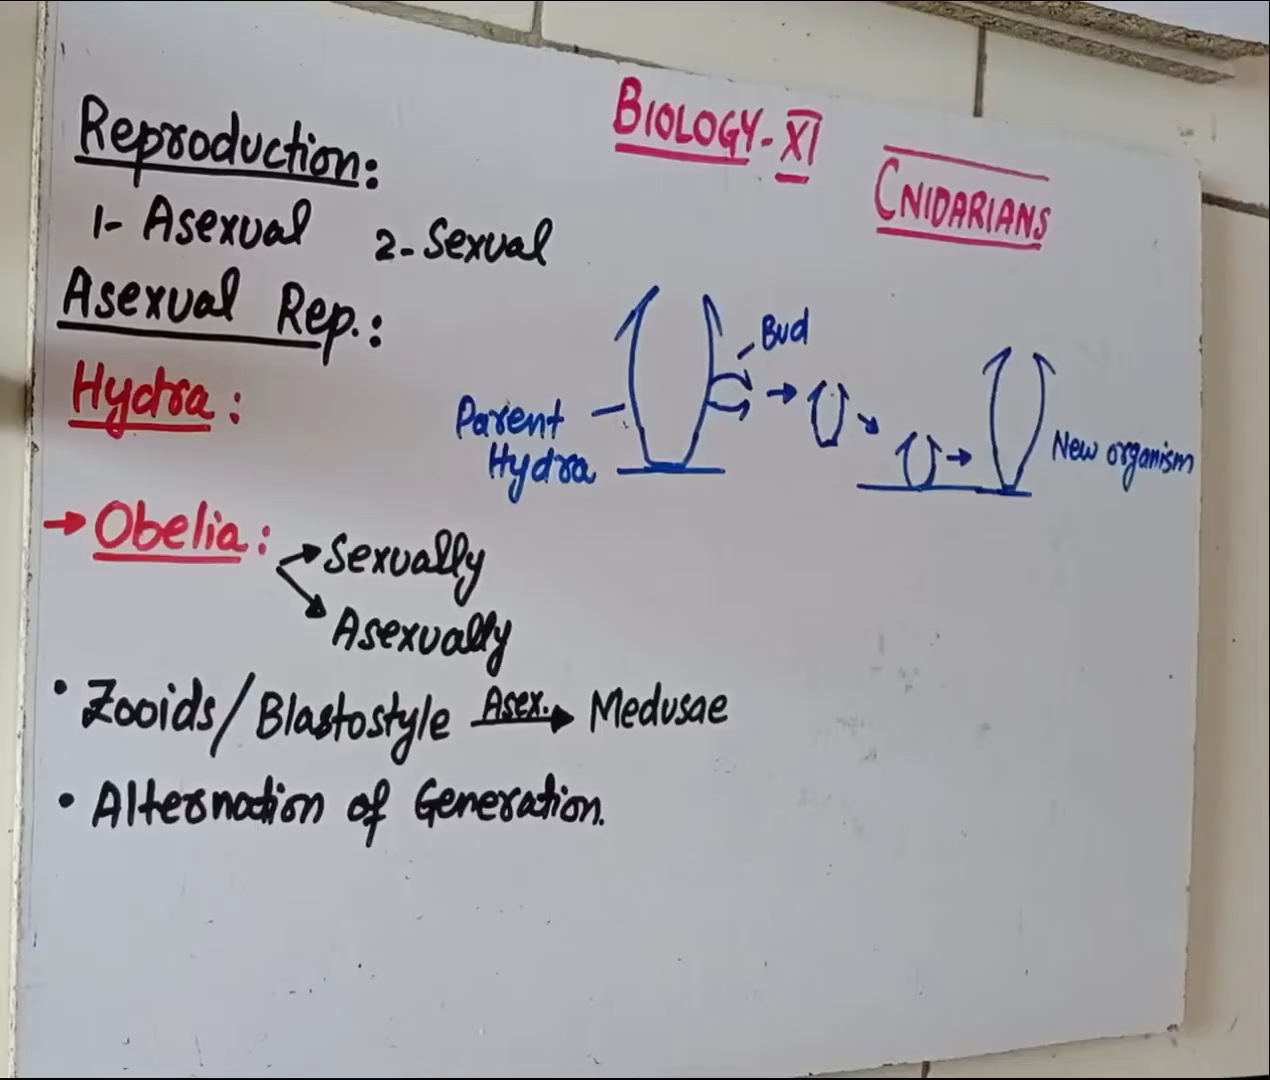 BIOLOGY-XI
CNIDARIANS
Reproduction:
1- Asexual 2- Sexual
Asexual Rep.:
Hydra:
Bud
Parent
Hydra
New organism
→ Obelia:
Sexually
Asexually
• Zooids/Blastostyle Asex.→ Medusae
• Alternation of Generation.